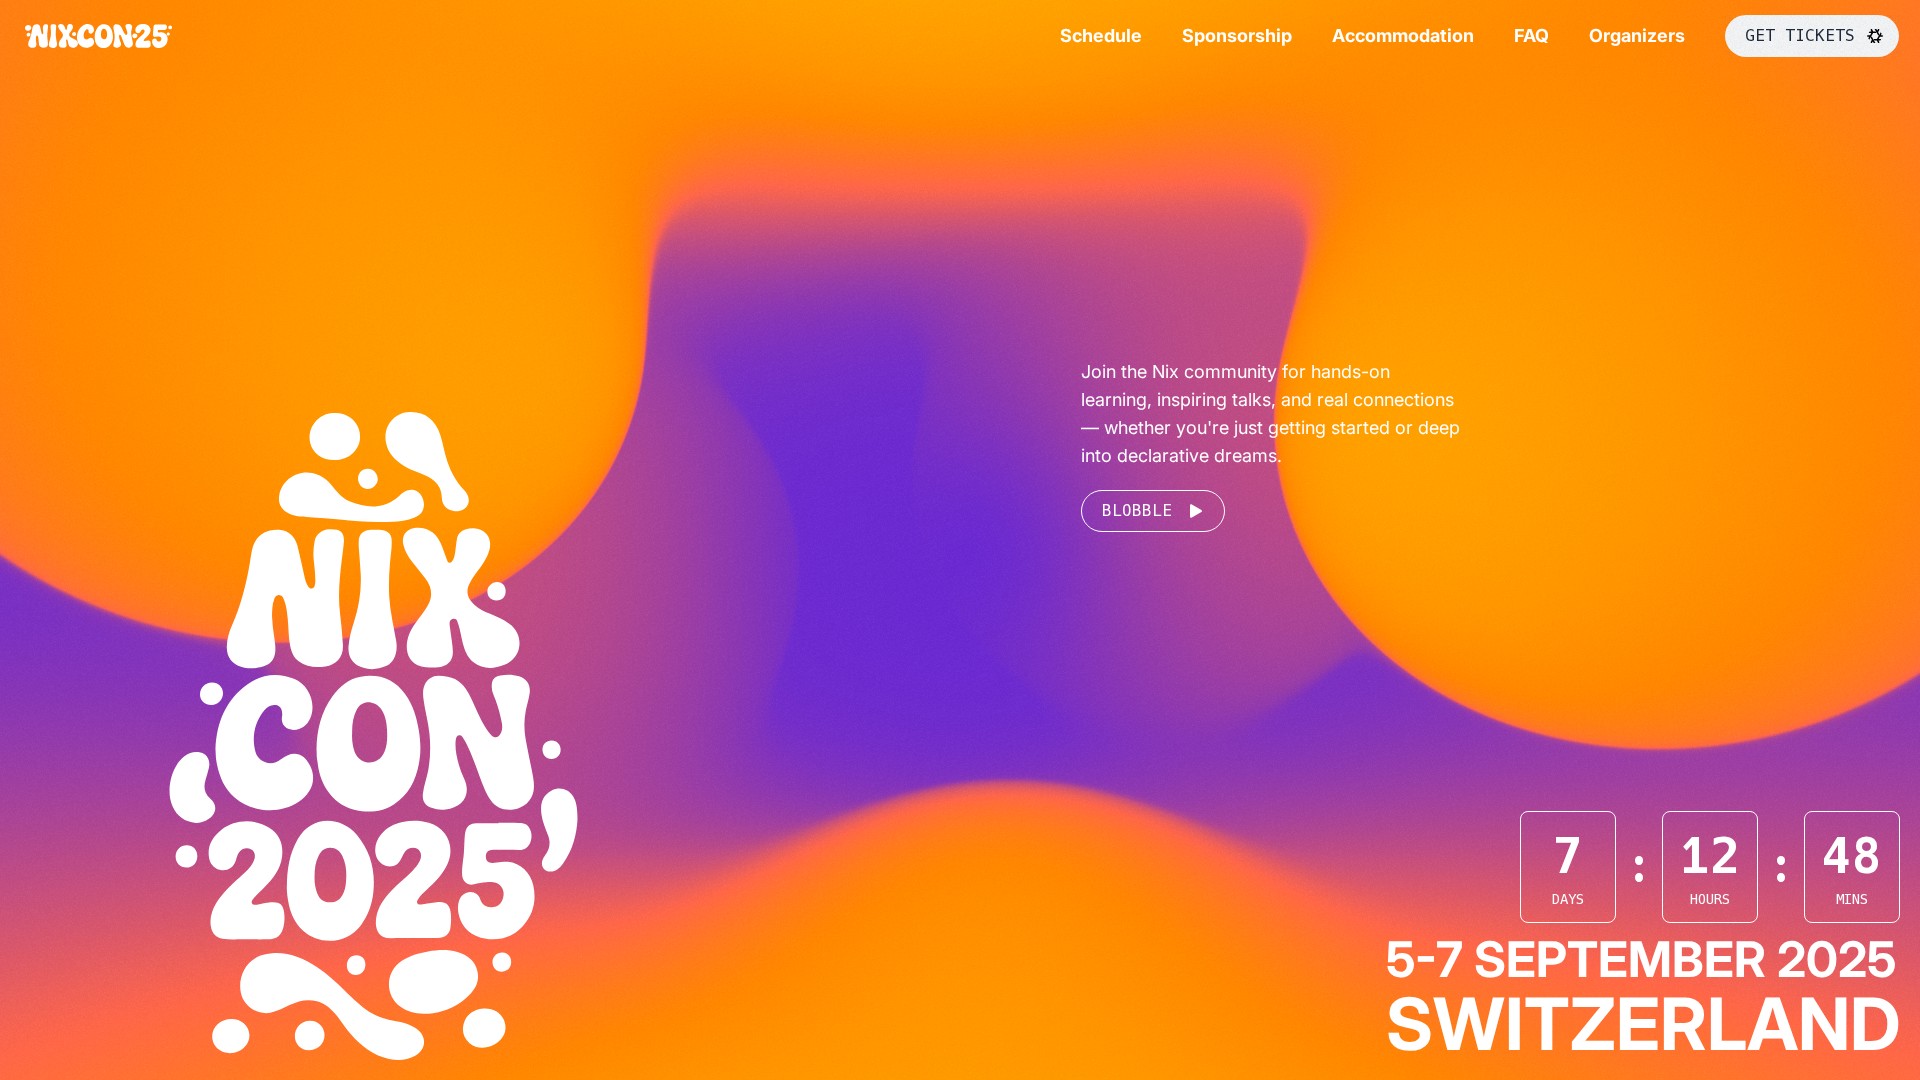 NIX·CON·25
Schedule
Sponsorship
Accommodation
FAQ
Organizers
GET TICKETS
Join the Nix community for hands-on
learning, inspiring talks, and real connections
— whether you're just getting started or deep
into declarative dreams.
BLOBBLE
NIX
CON
2025
7 : 12 : 48
DAYS HOURS MINS
5-7 SEPTEMBER 2025
SWITZERLAND